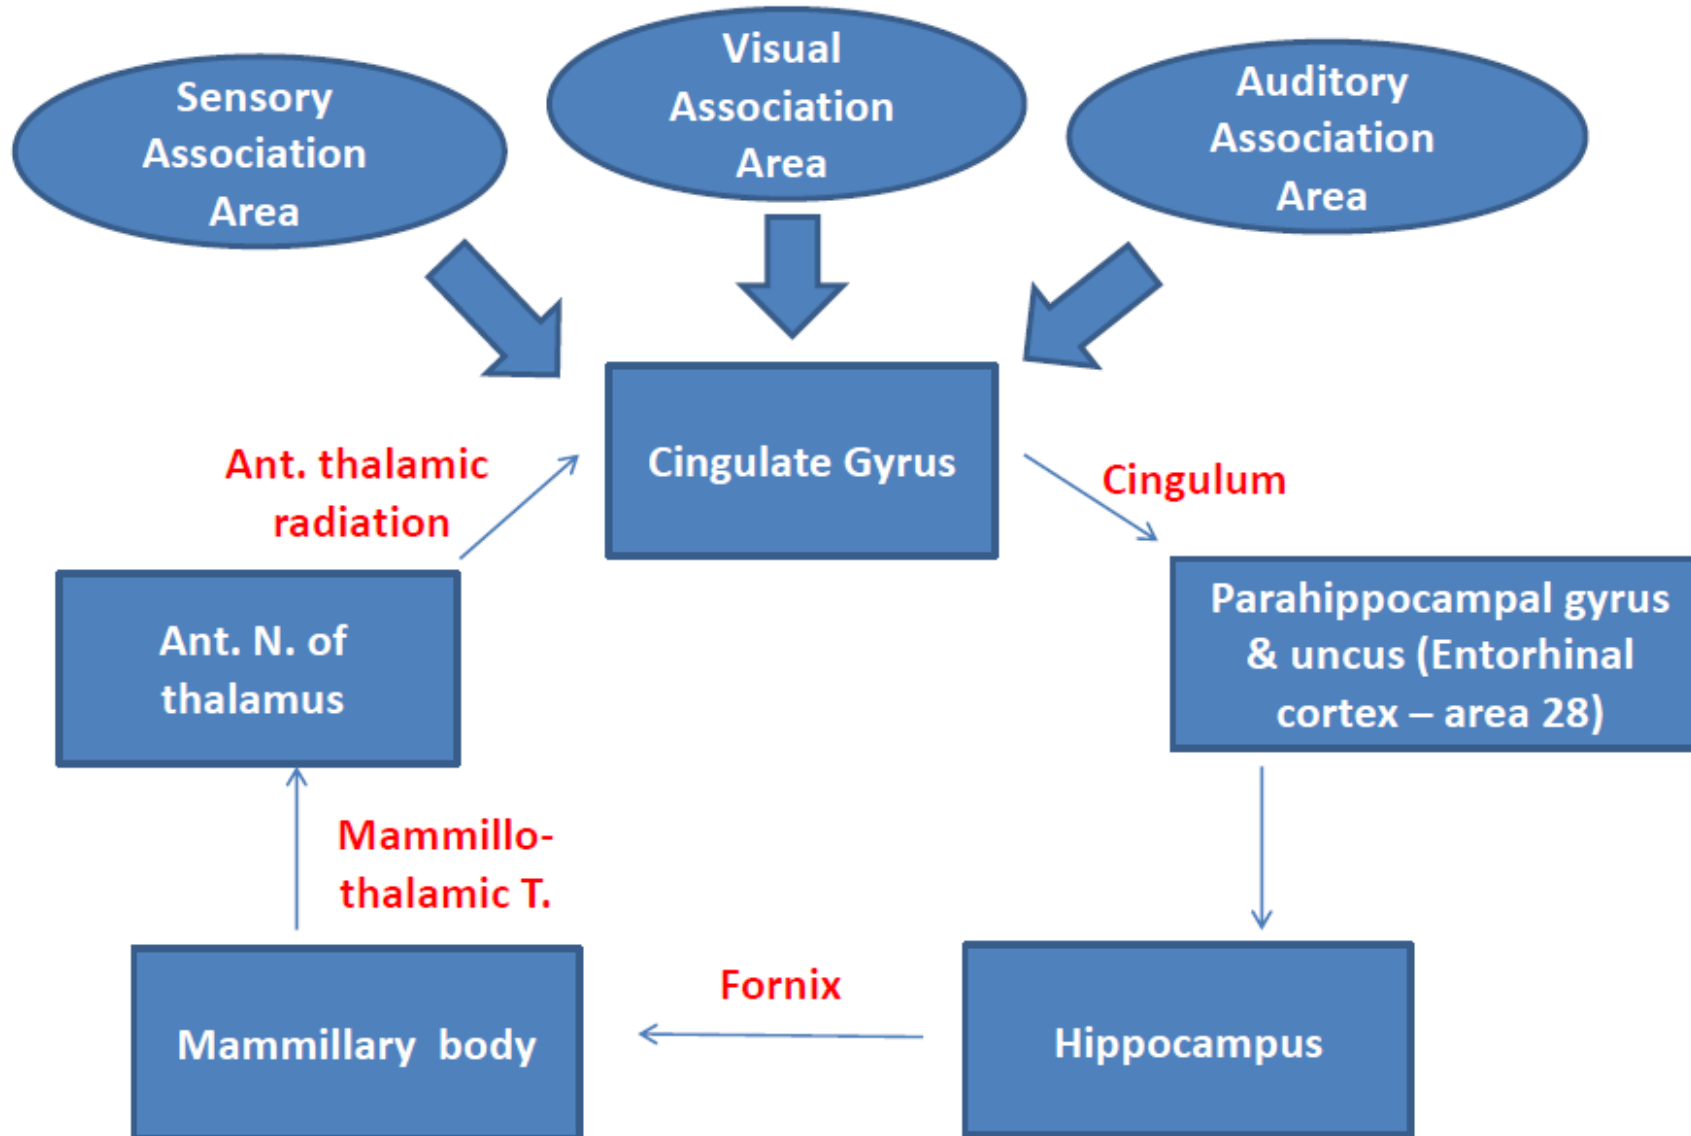 Sensory
Association
Area
Visual
Association
Area
Auditory
Association
Area
Cingulate Gyrus
Ant. thalamic
radiation
Cingulum
Ant. N. of
thalamus
Parahippocampal gyrus
& uncus (Entorhinal
cortex – area 28)
Mammillo-
thalamic T.
Fornix
Mammillary body
Hippocampus